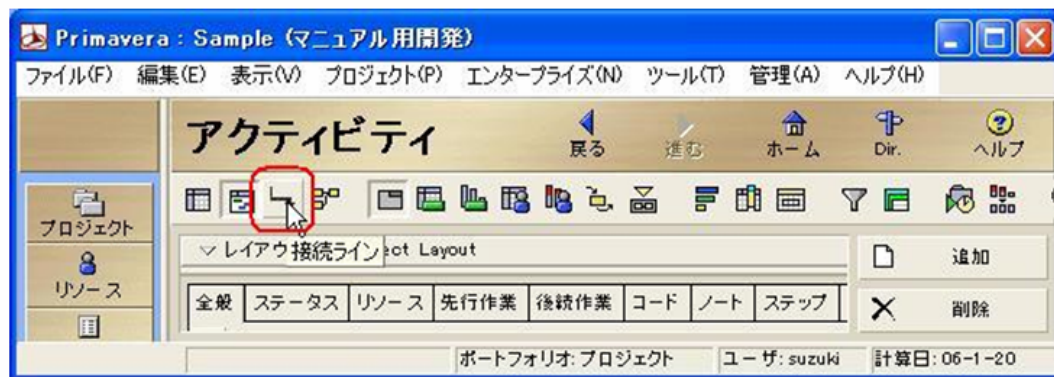 Primavera : Sample (マニュアル用開発)
ファイル(F) 編集(E) 表示(V) プロジェクト(P) エンタープライズ(N) ツール(T) 管理(A) ヘルプ(H)
アクティビティ 戻る 進む ホーム Dir. ヘルプ
プロジェクト
レイアウ 接続ライン ect Layout 追加
リソース
全般 ステータス リソース 先行作業 後続作業 コード ノート ステップ 削除
ポートフォリオ: プロジェクト ユーザ: suzuki 計算日: 06-1-20